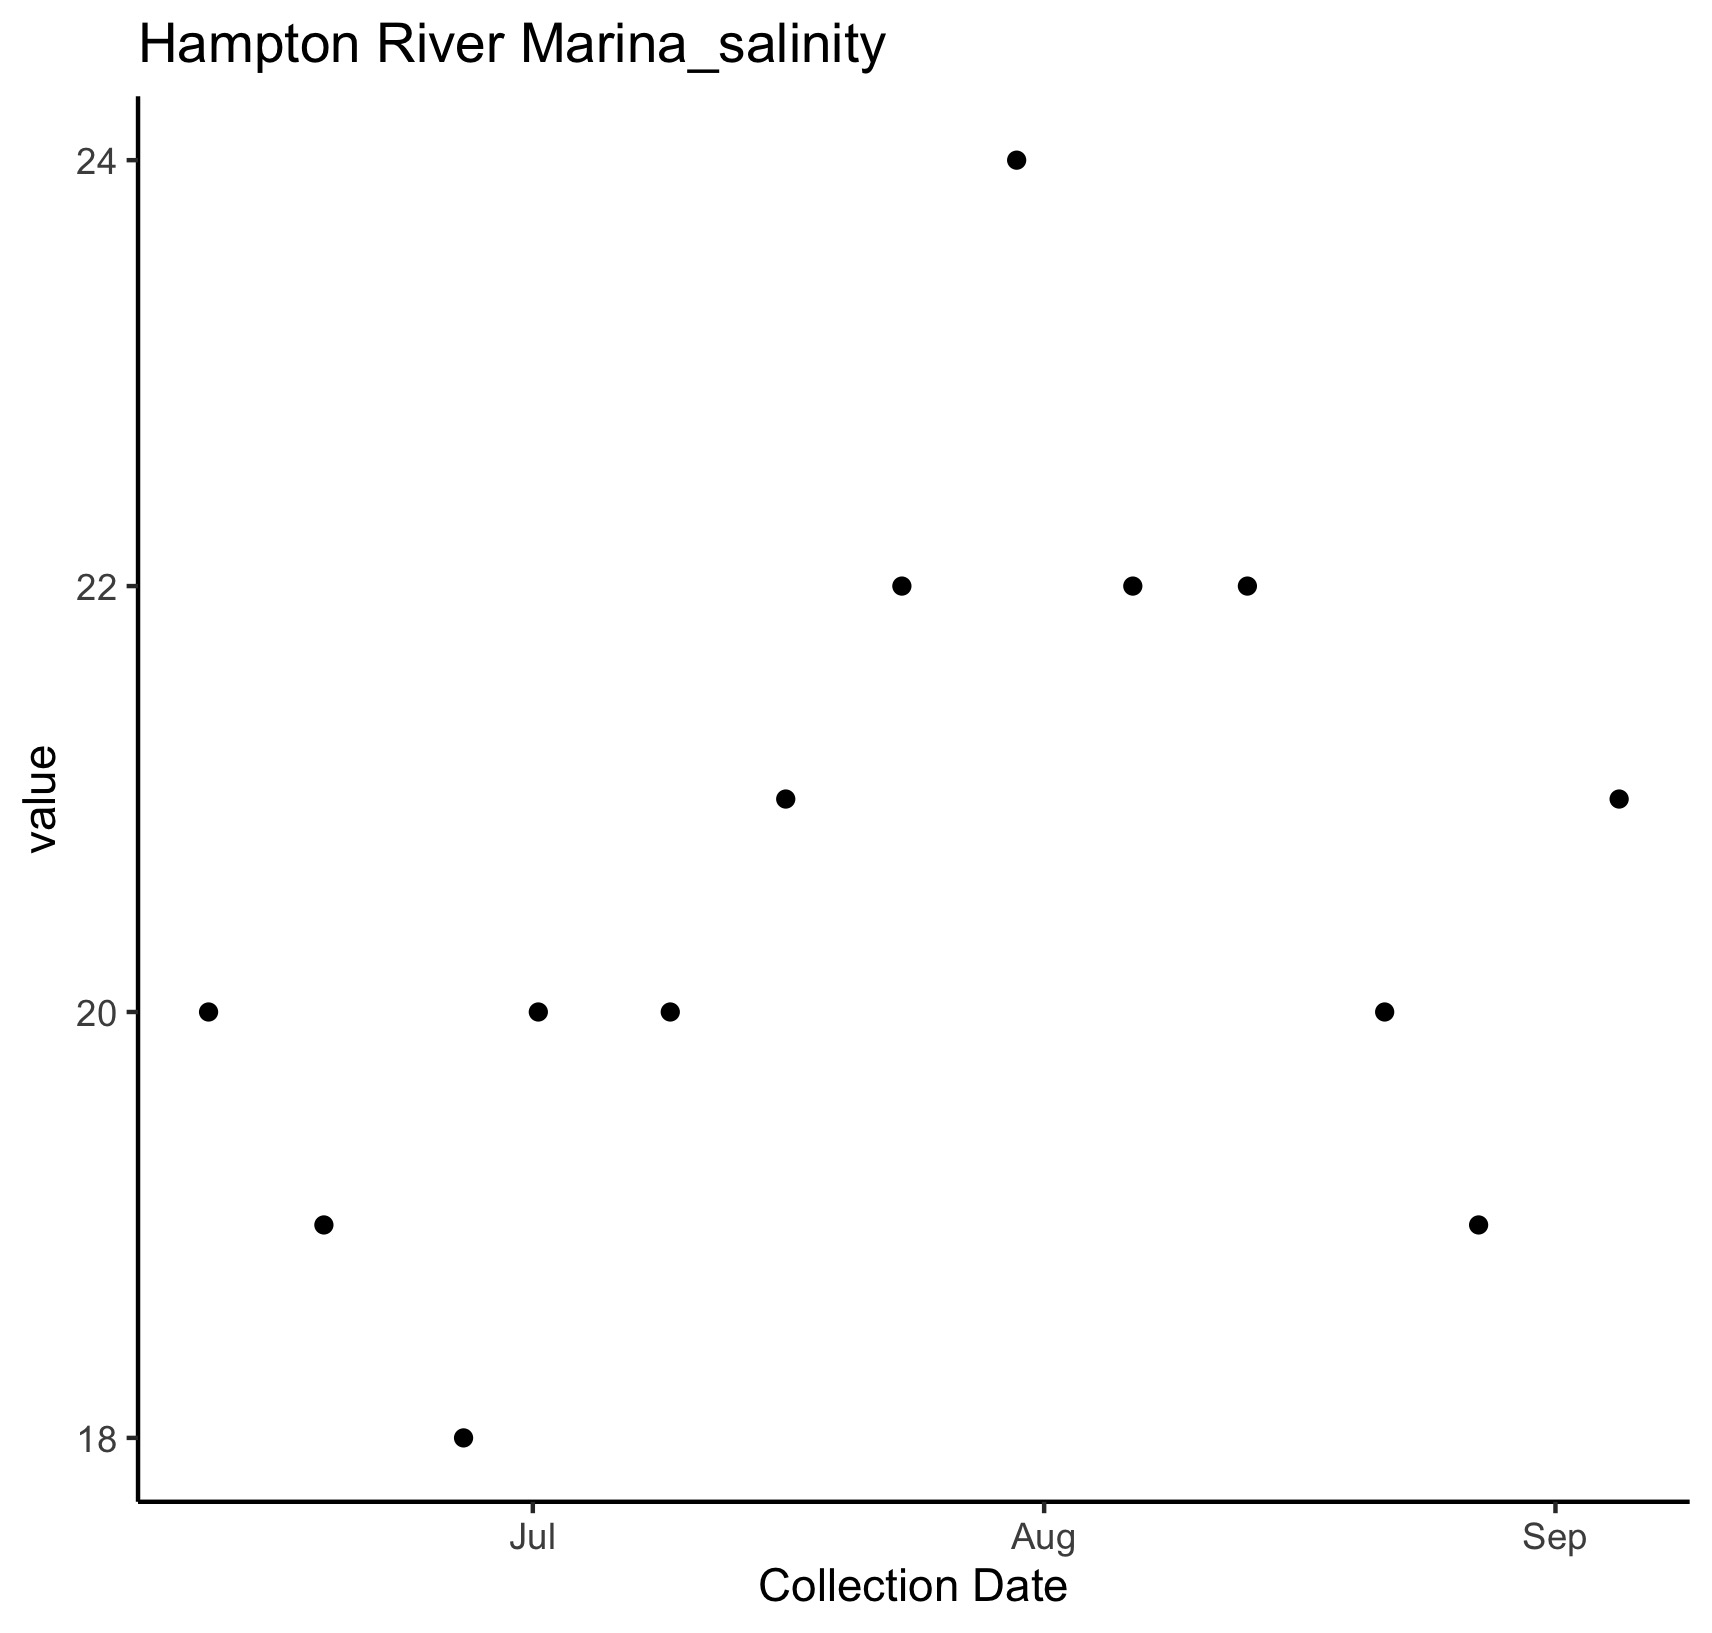 Hampton River Marina_salinity
24
22
20
18
value
Jul
Aug
Sep
Collection Date